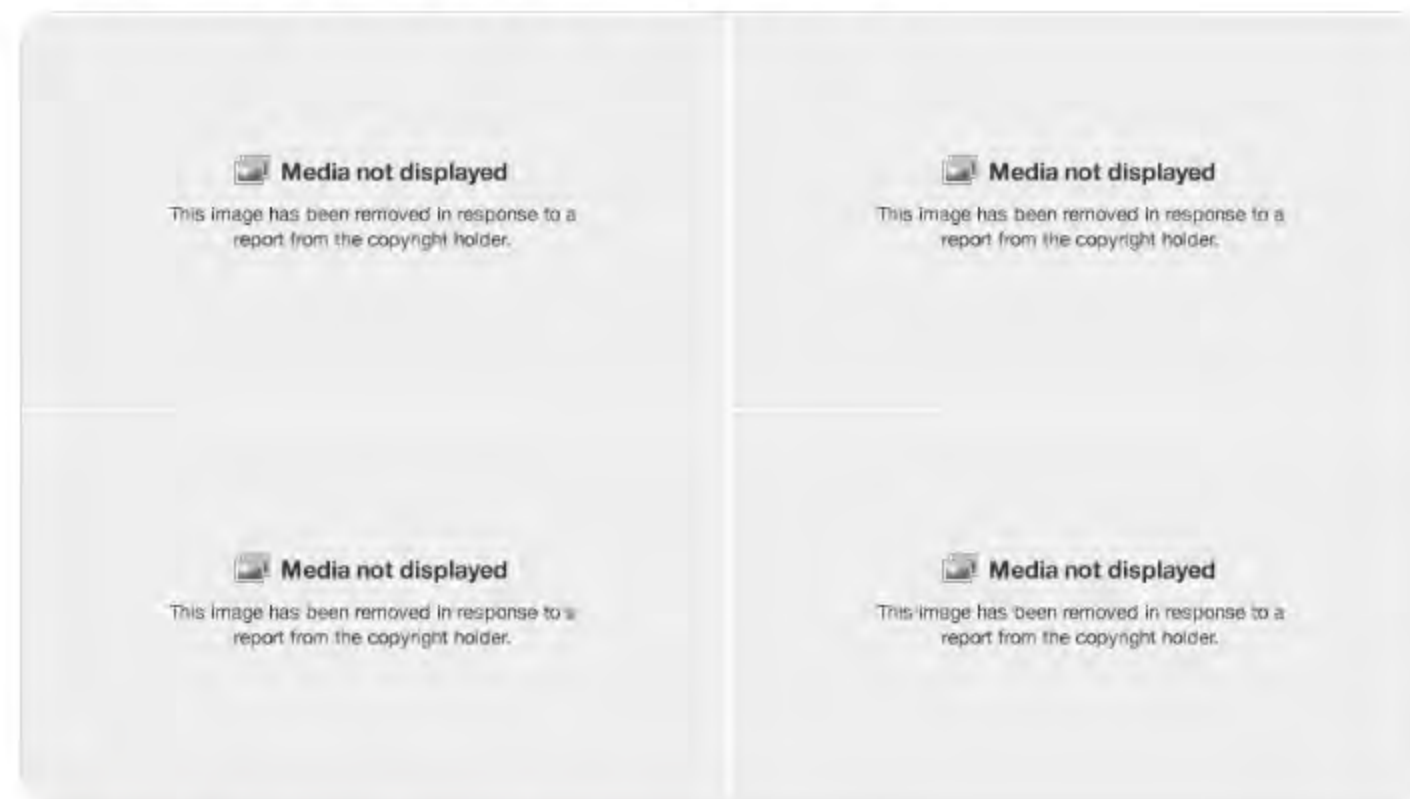 Media not displayed
This image has been removed in response to a
report from the copyright holder.
Media not displayed
This image has been removed in response to a
report from the copyright holder.
Media not displayed
This image has been removed in response to a
report from the copyright holder.
Media not displayed
This image has been removed in response to a
report from the copyright holder.